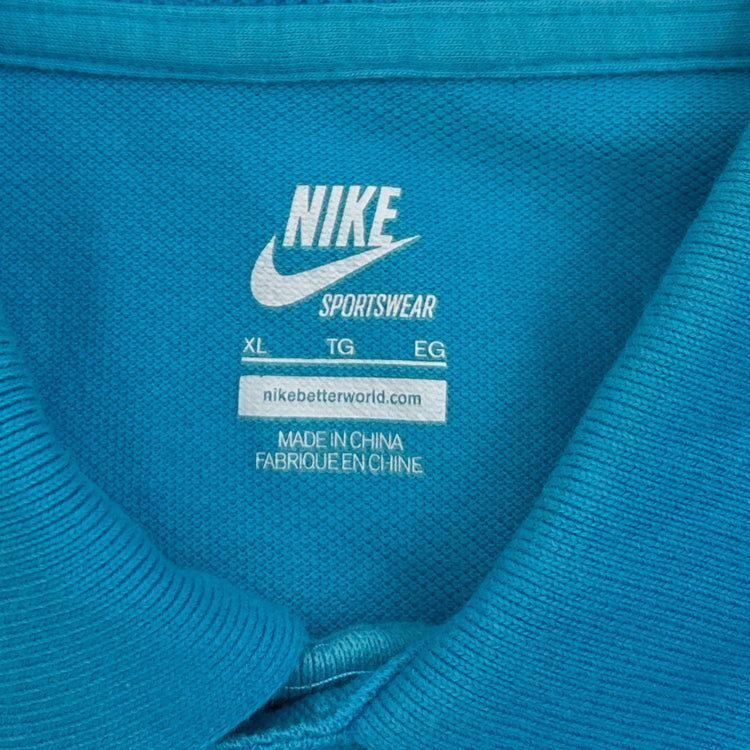 NIKE
SPORTSWEAR
XL TG EG
nikebetterworld.com
MADE IN CHINA
FABRIQUE EN CHINE